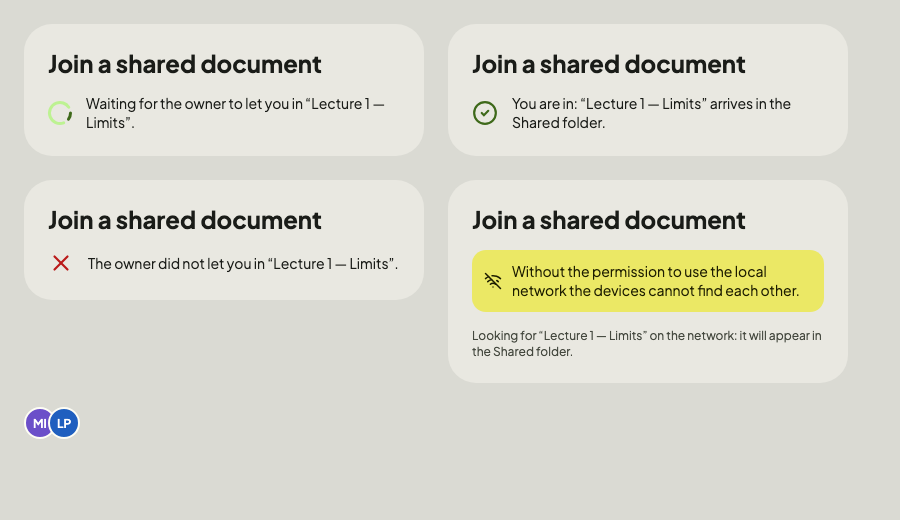 Join a shared document
Waiting for the owner to let you in “Lecture 1 —
Limits”.
Join a shared document
You are in: “Lecture 1 — Limits” arrives in the
Shared folder.
Join a shared document
The owner did not let you in “Lecture 1 — Limits”.
Join a shared document
Without the permission to use the local
network the devices cannot find each other.
Looking for “Lecture 1 — Limits” on the network: it will appear in
the Shared folder.
MI LP